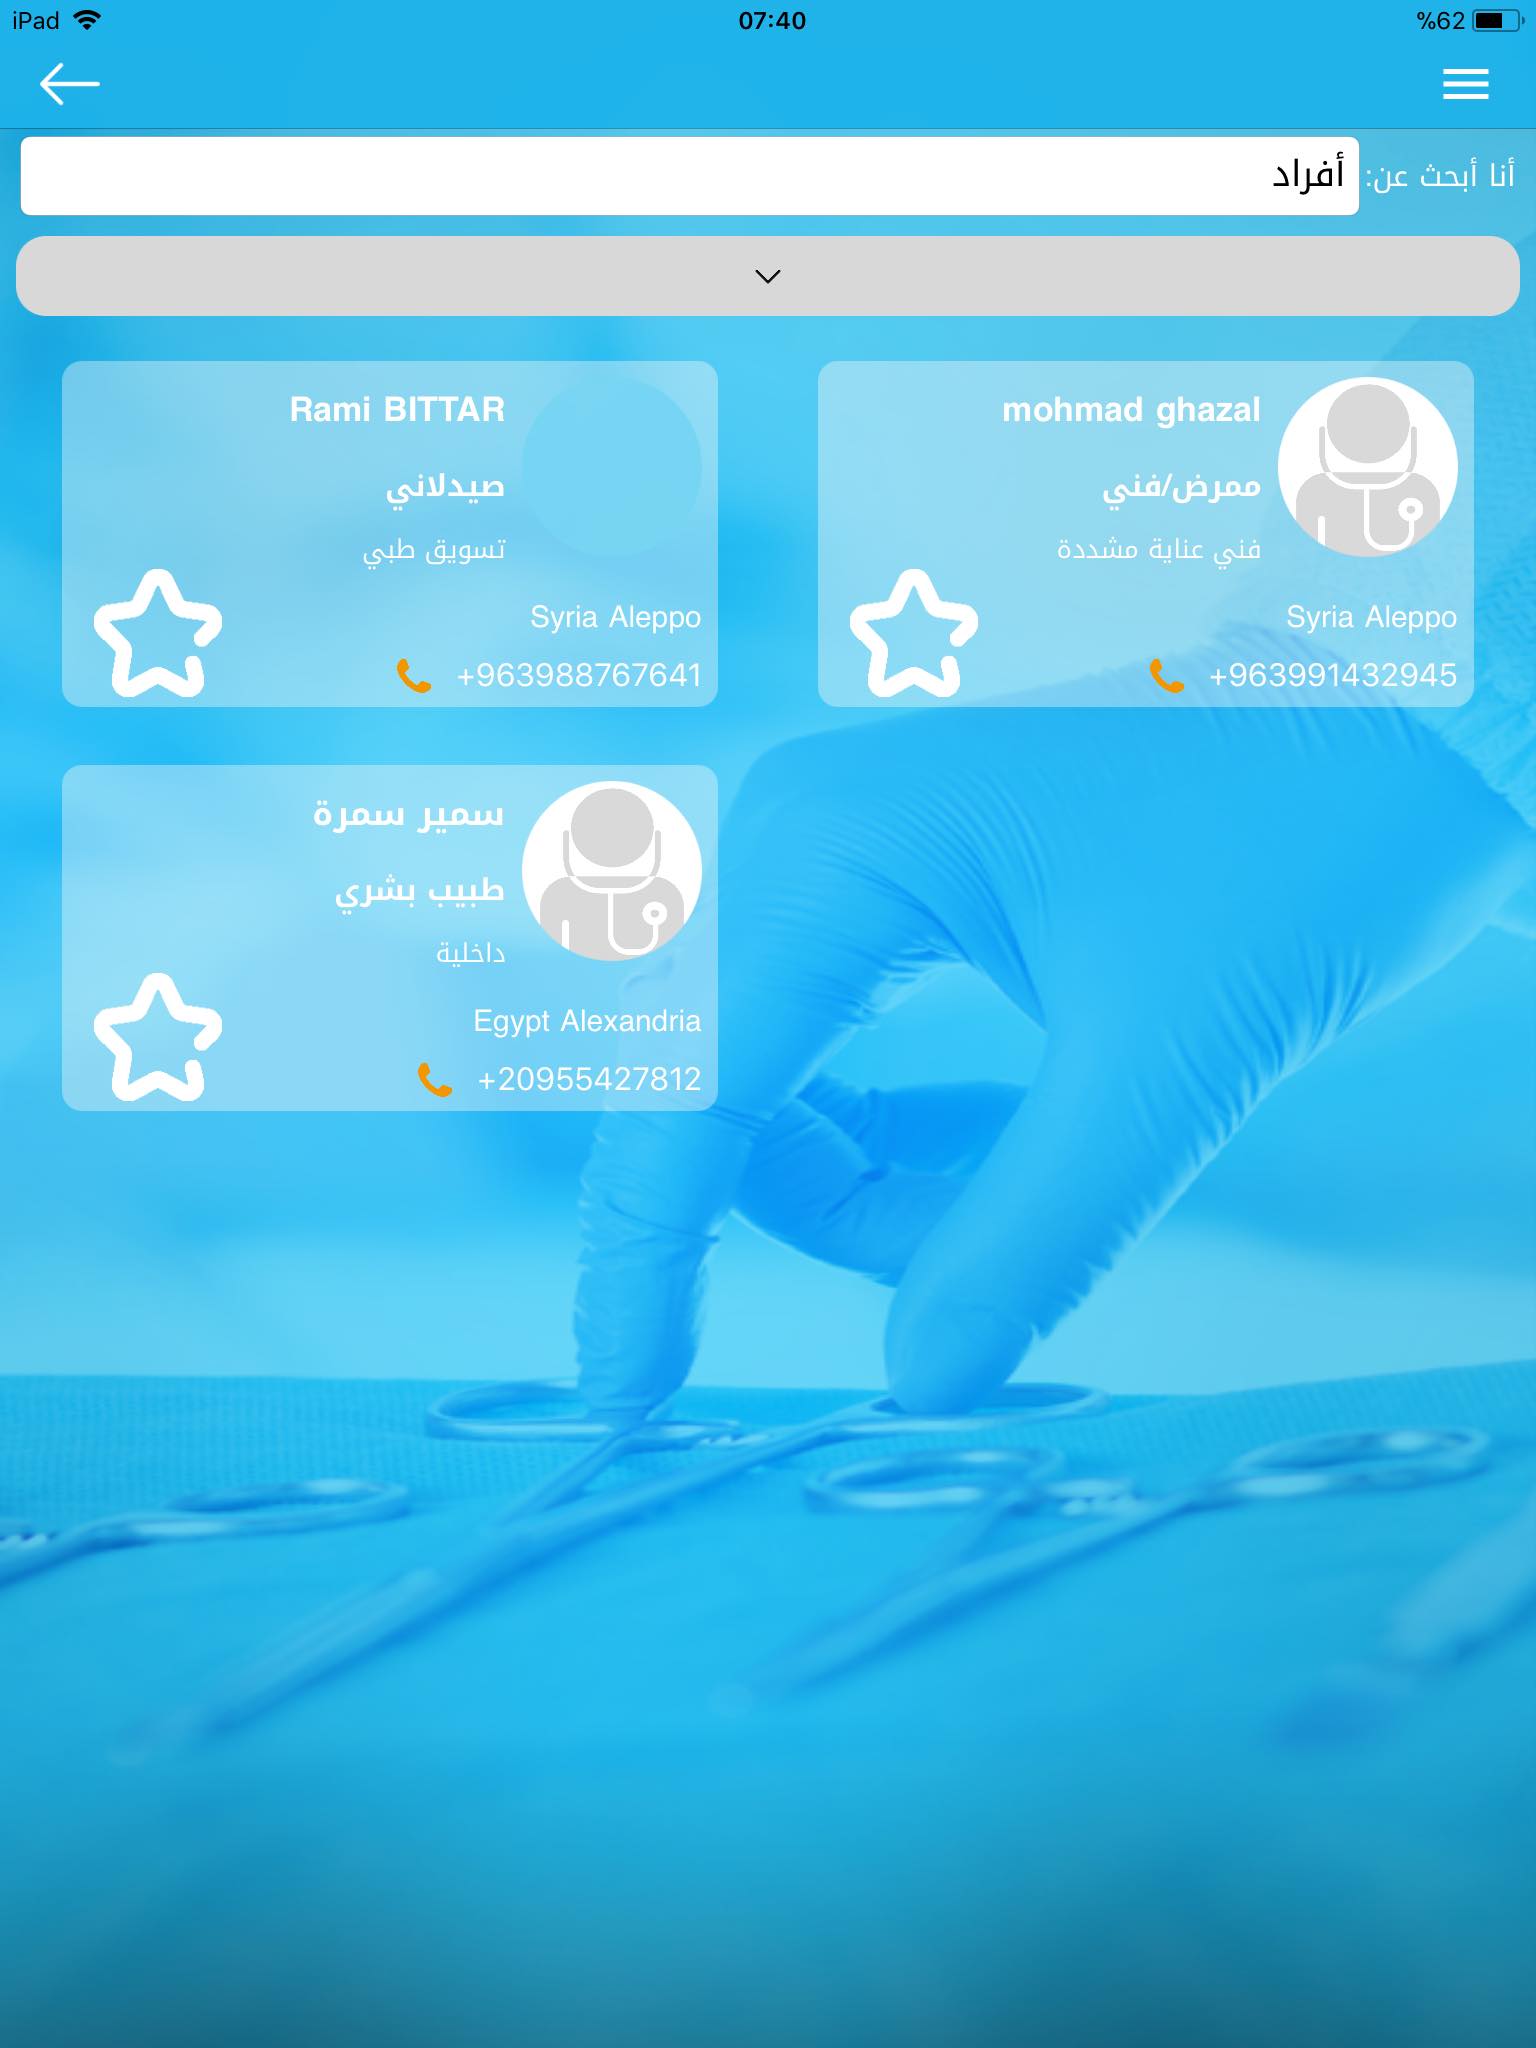 iPad
07:40
%62
أنا أبحث عن:
أفراد
mohmad ghazal
ممرض/فني
فني عناية مشددة
Syria Aleppo
+963991432945
Rami BITTAR
صيدلاني
تسويق طبي
Syria Aleppo
+963988767641
سمير سمرة
طبيب بشري
داخلية
Egypt Alexandria
+20955427812